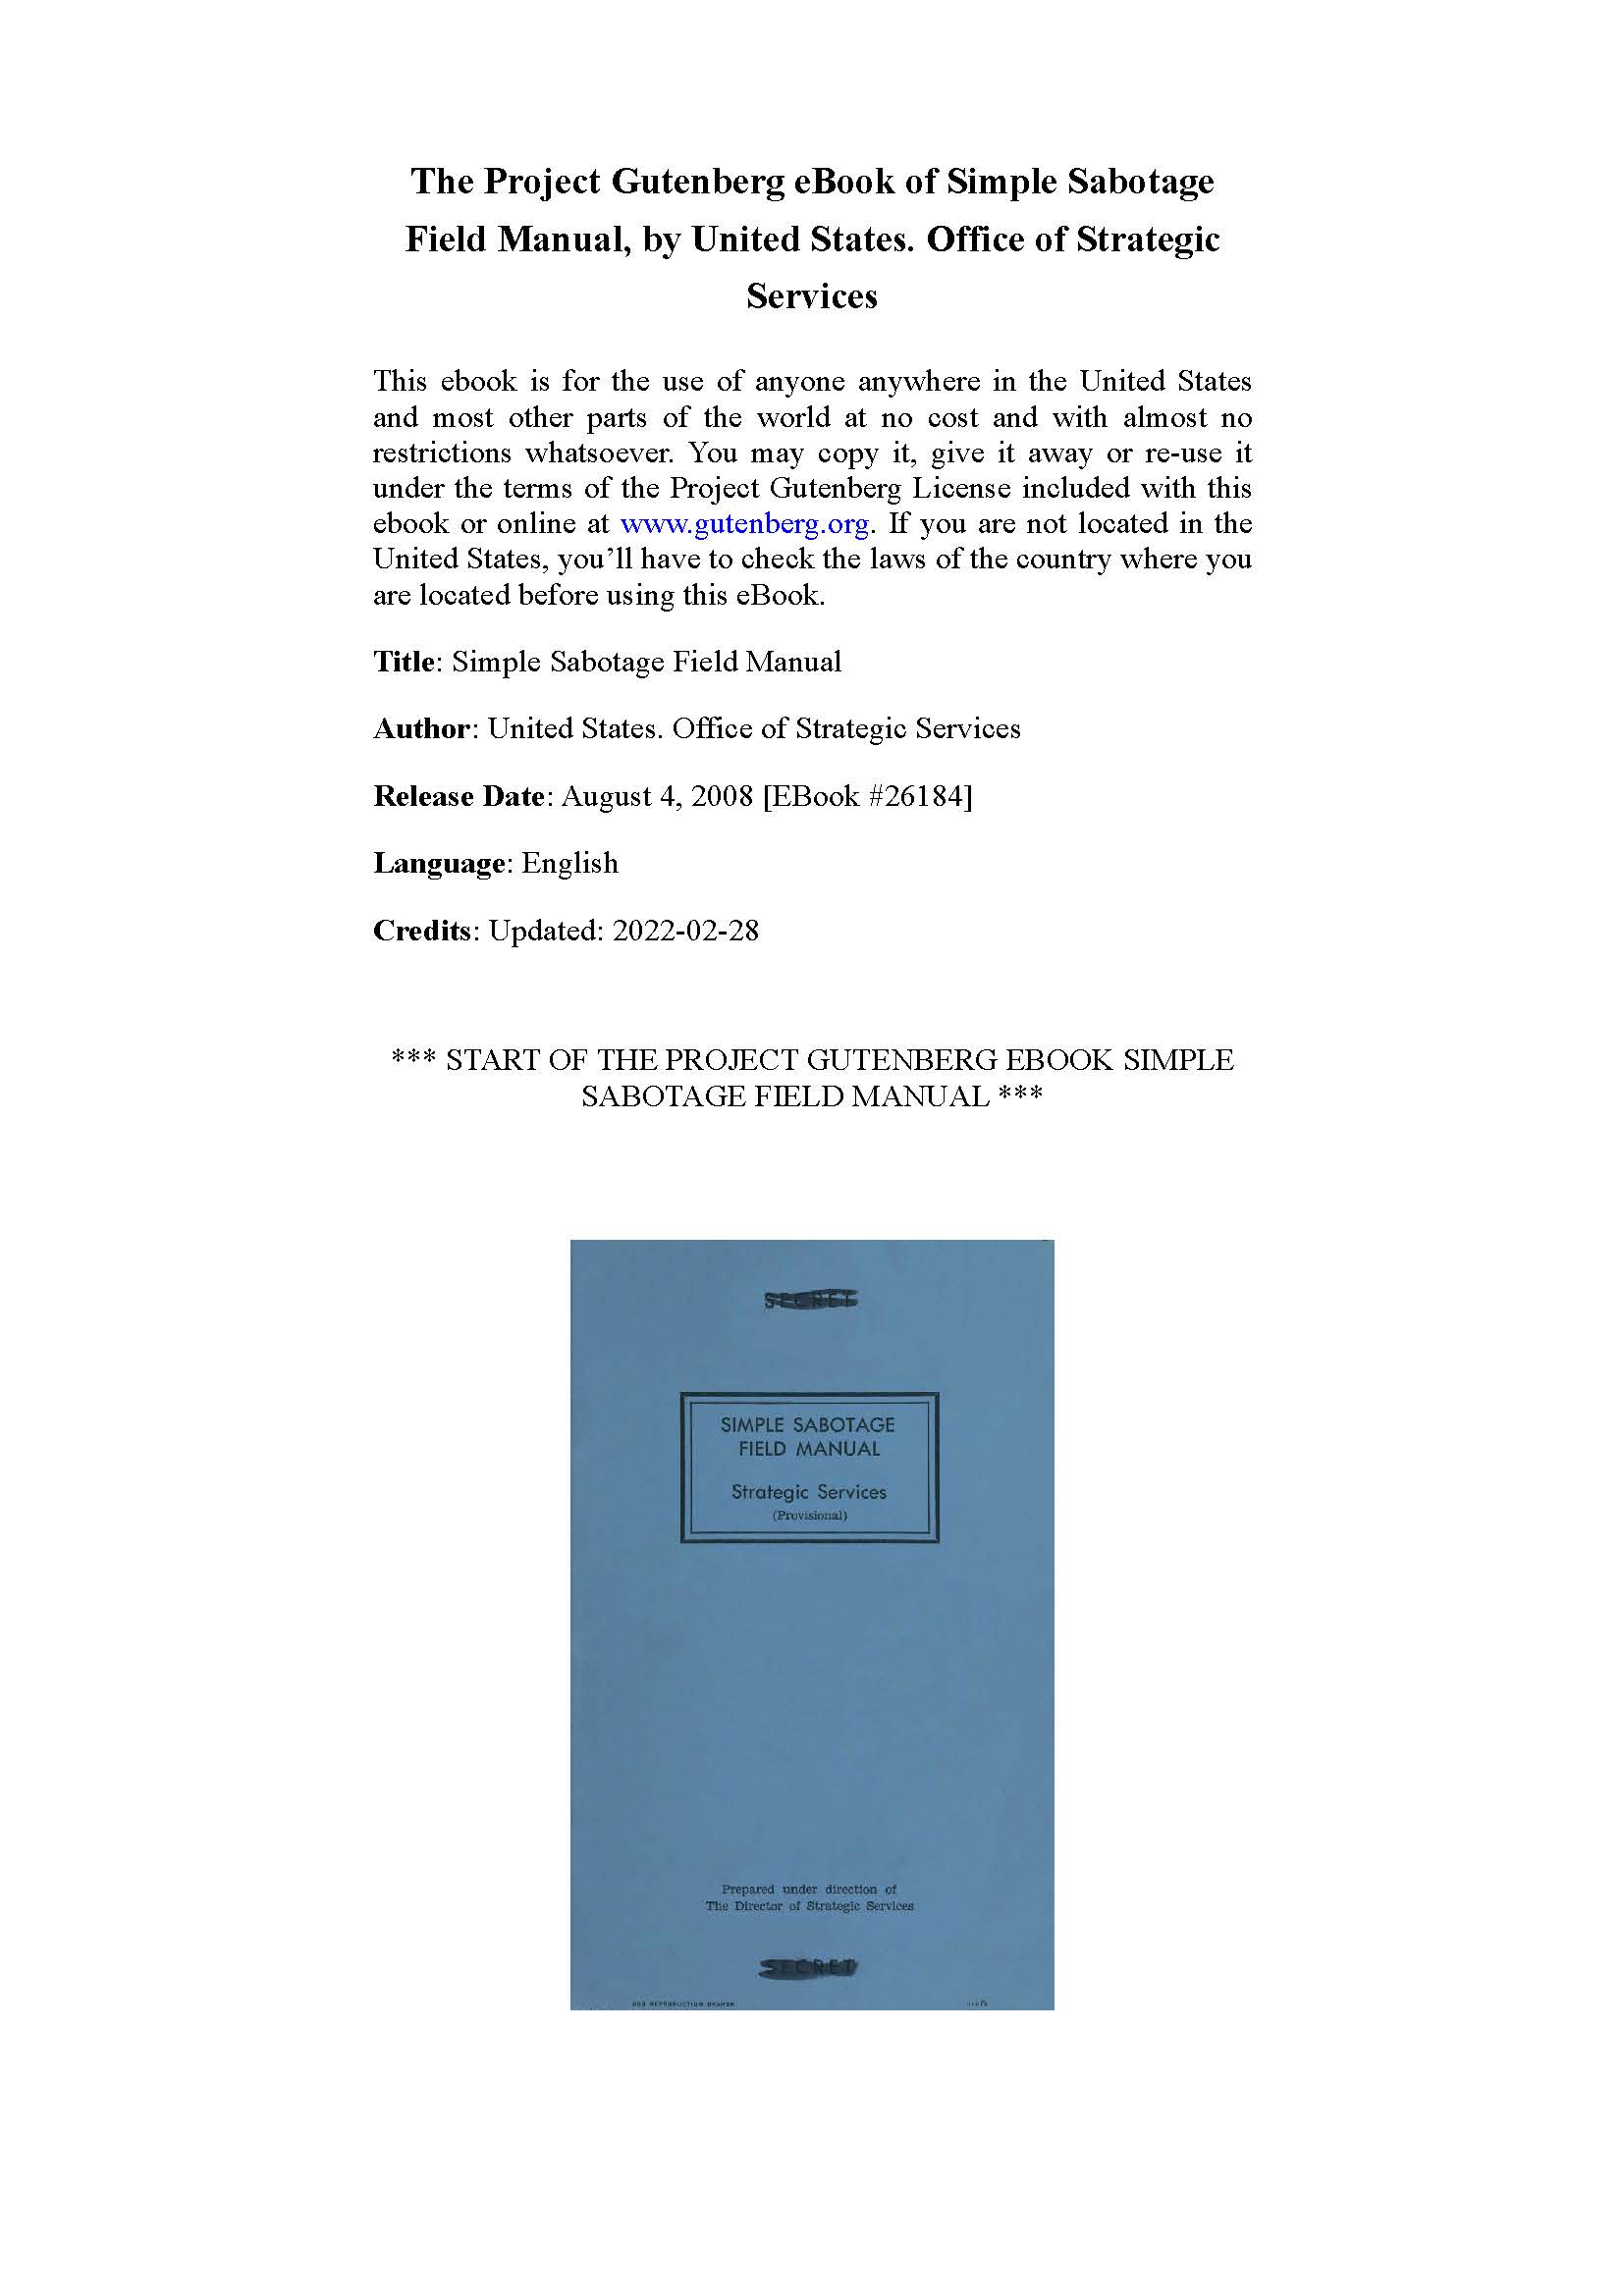 The Project Gutenberg eBook of Simple Sabotage
Field Manual, by United States. Office of Strategic
Services
This ebook is for the use of anyone anywhere in the United States
and most other parts of the world at no cost and with almost no
restrictions whatsoever. You may copy it, give it away or re-use it
under the terms of the Project Gutenberg License included with this
ebook or online at www.gutenberg.org. If you are not located in the
United States, you’ll have to check the laws of the country where you
are located before using this eBook.
Title: Simple Sabotage Field Manual
Author: United States. Office of Strategic Services
Release Date: August 4, 2008 [EBook #26184]
Language: English
Credits: Updated: 2022-02-28
*** START OF THE PROJECT GUTENBERG EBOOK SIMPLE
SABOTAGE FIELD MANUAL ***
SECRET
SIMPLE SABOTAGE
FIELD MANUAL
Strategic Services
(Provisional)
Prepared under direction of
The Director of Strategic Services
SECRET
OSS REPRODUCTION BRANCH